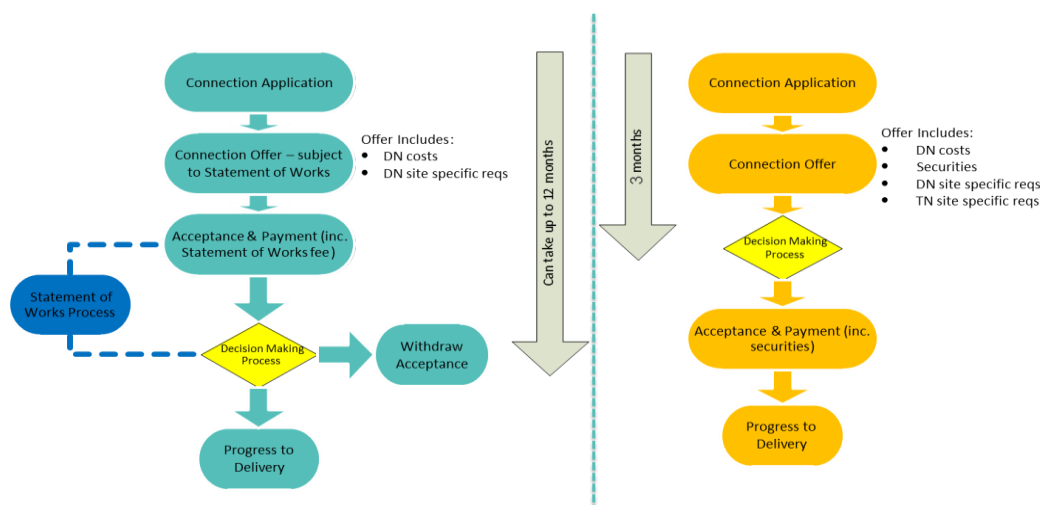 Connection Application
Connection Offer – subject
to Statement of Works
Offer Includes:
• DN costs
• DN site specific reqs
Acceptance & Payment (inc.
Statement of Works fee)
Statement of
Works Process
Decision Making
Process
Withdraw
Acceptance
Progress to
Delivery
Can take up to 12 months
3 months
Connection Application
Connection Offer
Offer Includes:
• DN costs
• Securities
• DN site specific reqs
• TN site specific reqs
Decision Making
Process
Acceptance & Payment (inc.
securities)
Progress to
Delivery